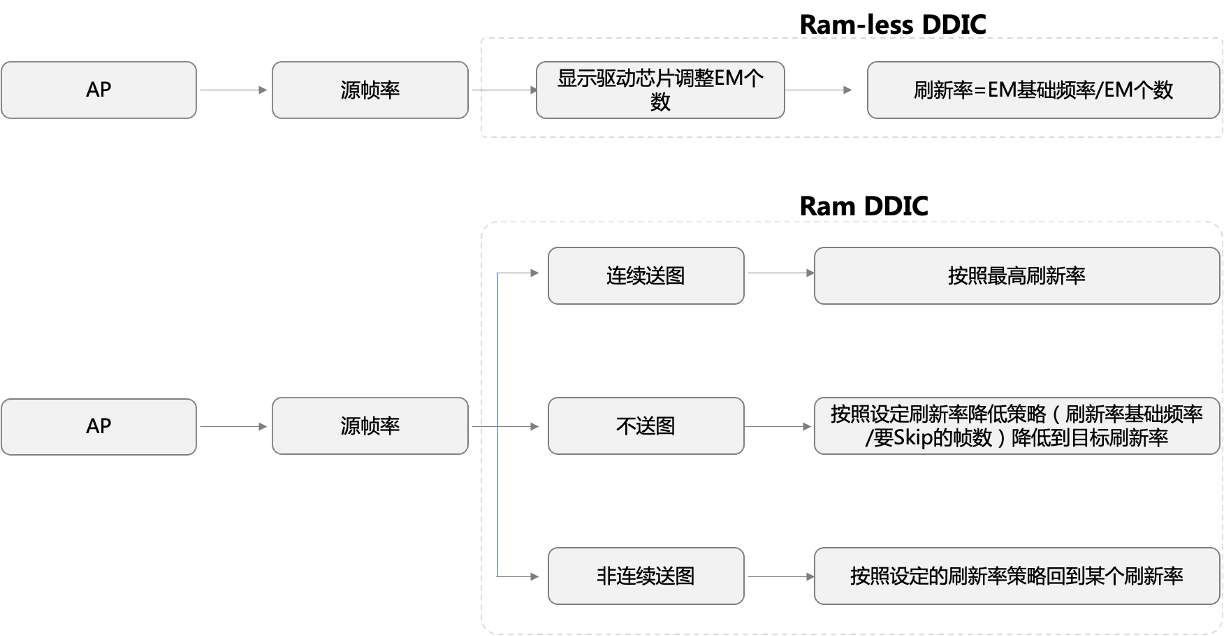 Ram-less DDIC
AP
源帧率
显示驱动芯片调整EM个
数
刷新率=EM基础频率/EM个数
Ram DDIC
连续送图
按照最高刷新率
AP
源帧率
不送图
按照设定刷新率降低策略（刷新率基础频率
/要Skip的帧数）降低到目标刷新率
非连续送图
按照设定的刷新率策略回到某个刷新率